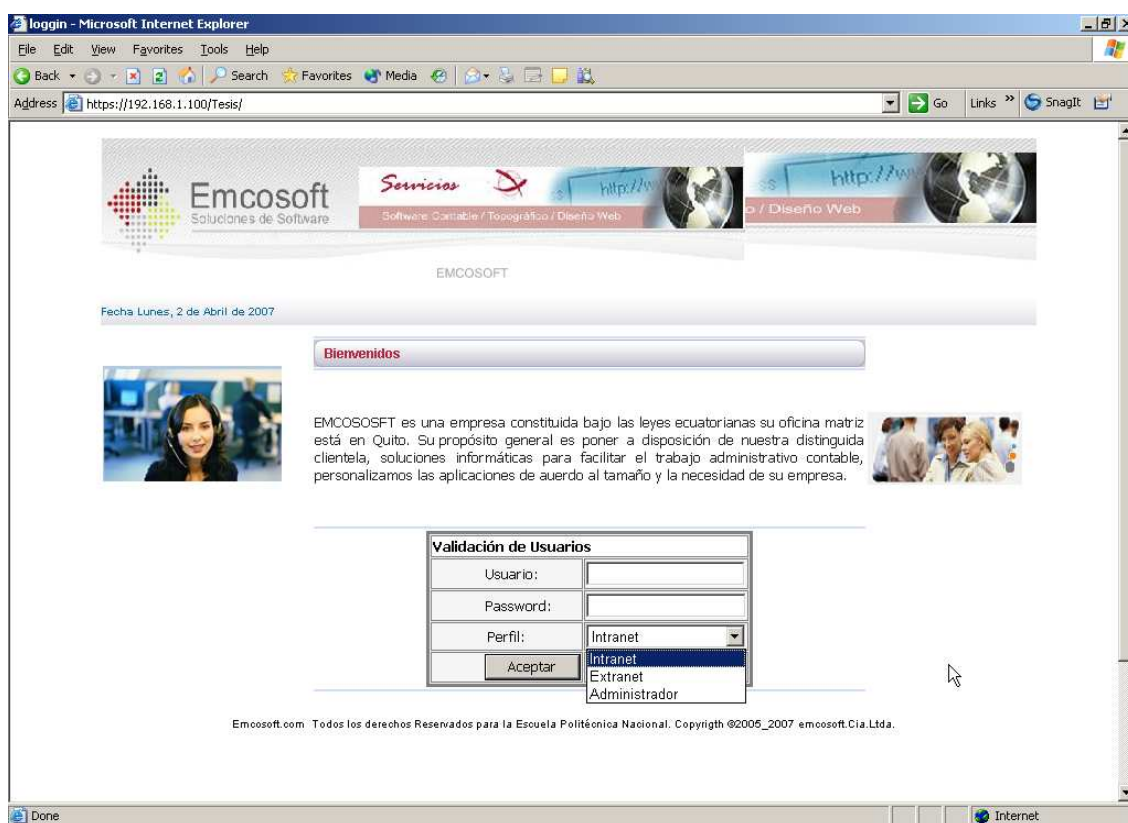 loggin - Microsoft Internet Explorer
File Edit View Favorites Tools Help
Back Search Favorites Media
Address https://192.168.1.100/Tesis/ Go Links » SnagIt
Emcosoft
Soluciones de Software
Servicios
http://w
Software Contable / Topográfico / Diseño Web
ss http://ww
o / Diseño Web
EMCOSOFT
Fecha Lunes, 2 de Abril de 2007
Bienvenidos
EMCOSOSFT es una empresa constituida bajo las leyes ecuatorianas su oficina matriz
está en Quito. Su propósito general es poner a disposición de nuestra distinguida
clientela, soluciones informáticas para facilitar el trabajo administrativo contable,
personalizamos las aplicaciones de auerdo al tamaño y la necesidad de su empresa.
Validación de Usuarios
Usuario:
Password:
Perfil: Intranet
Aceptar
Intranet
Extranet
Administrador
Emcosoft.com Todos los derechos Reservados para la Escuela Politécnica Nacional. Copyrigth ©2005_2007 emcosoft.Cia.Ltda.
Done Internet